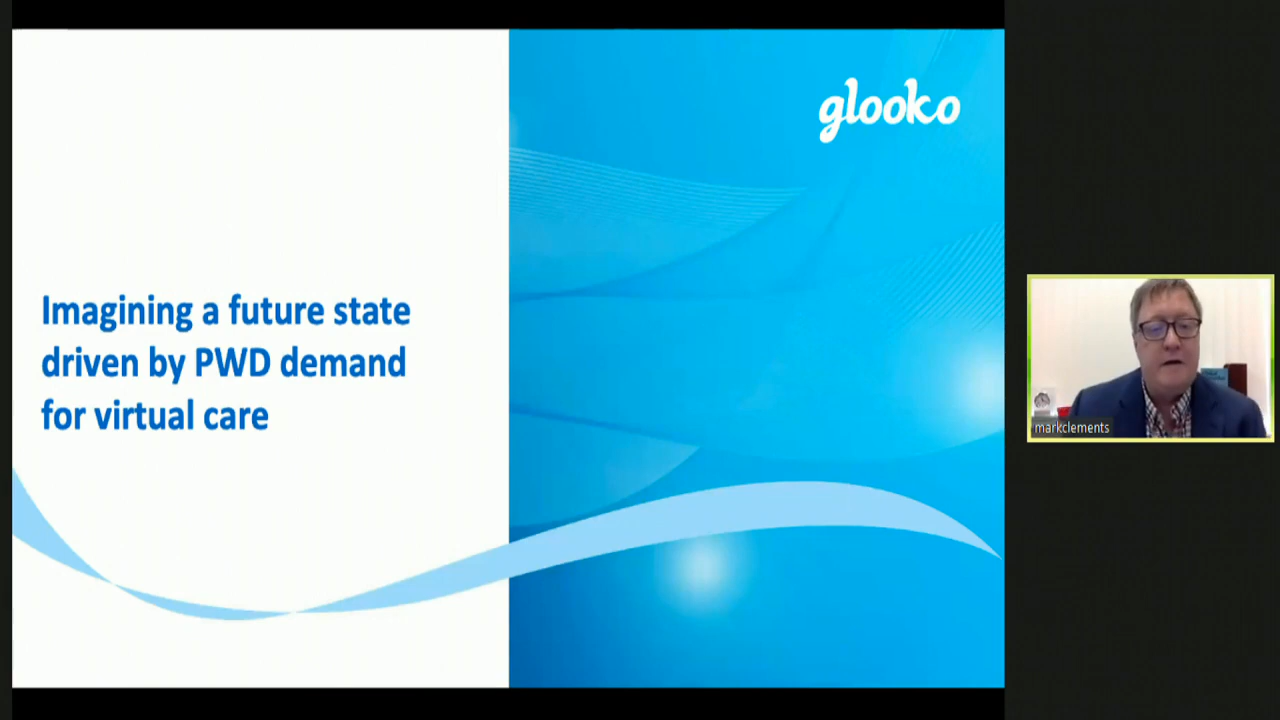 glooko
Imagining a future state
driven by PWD demand
for virtual care
markclements